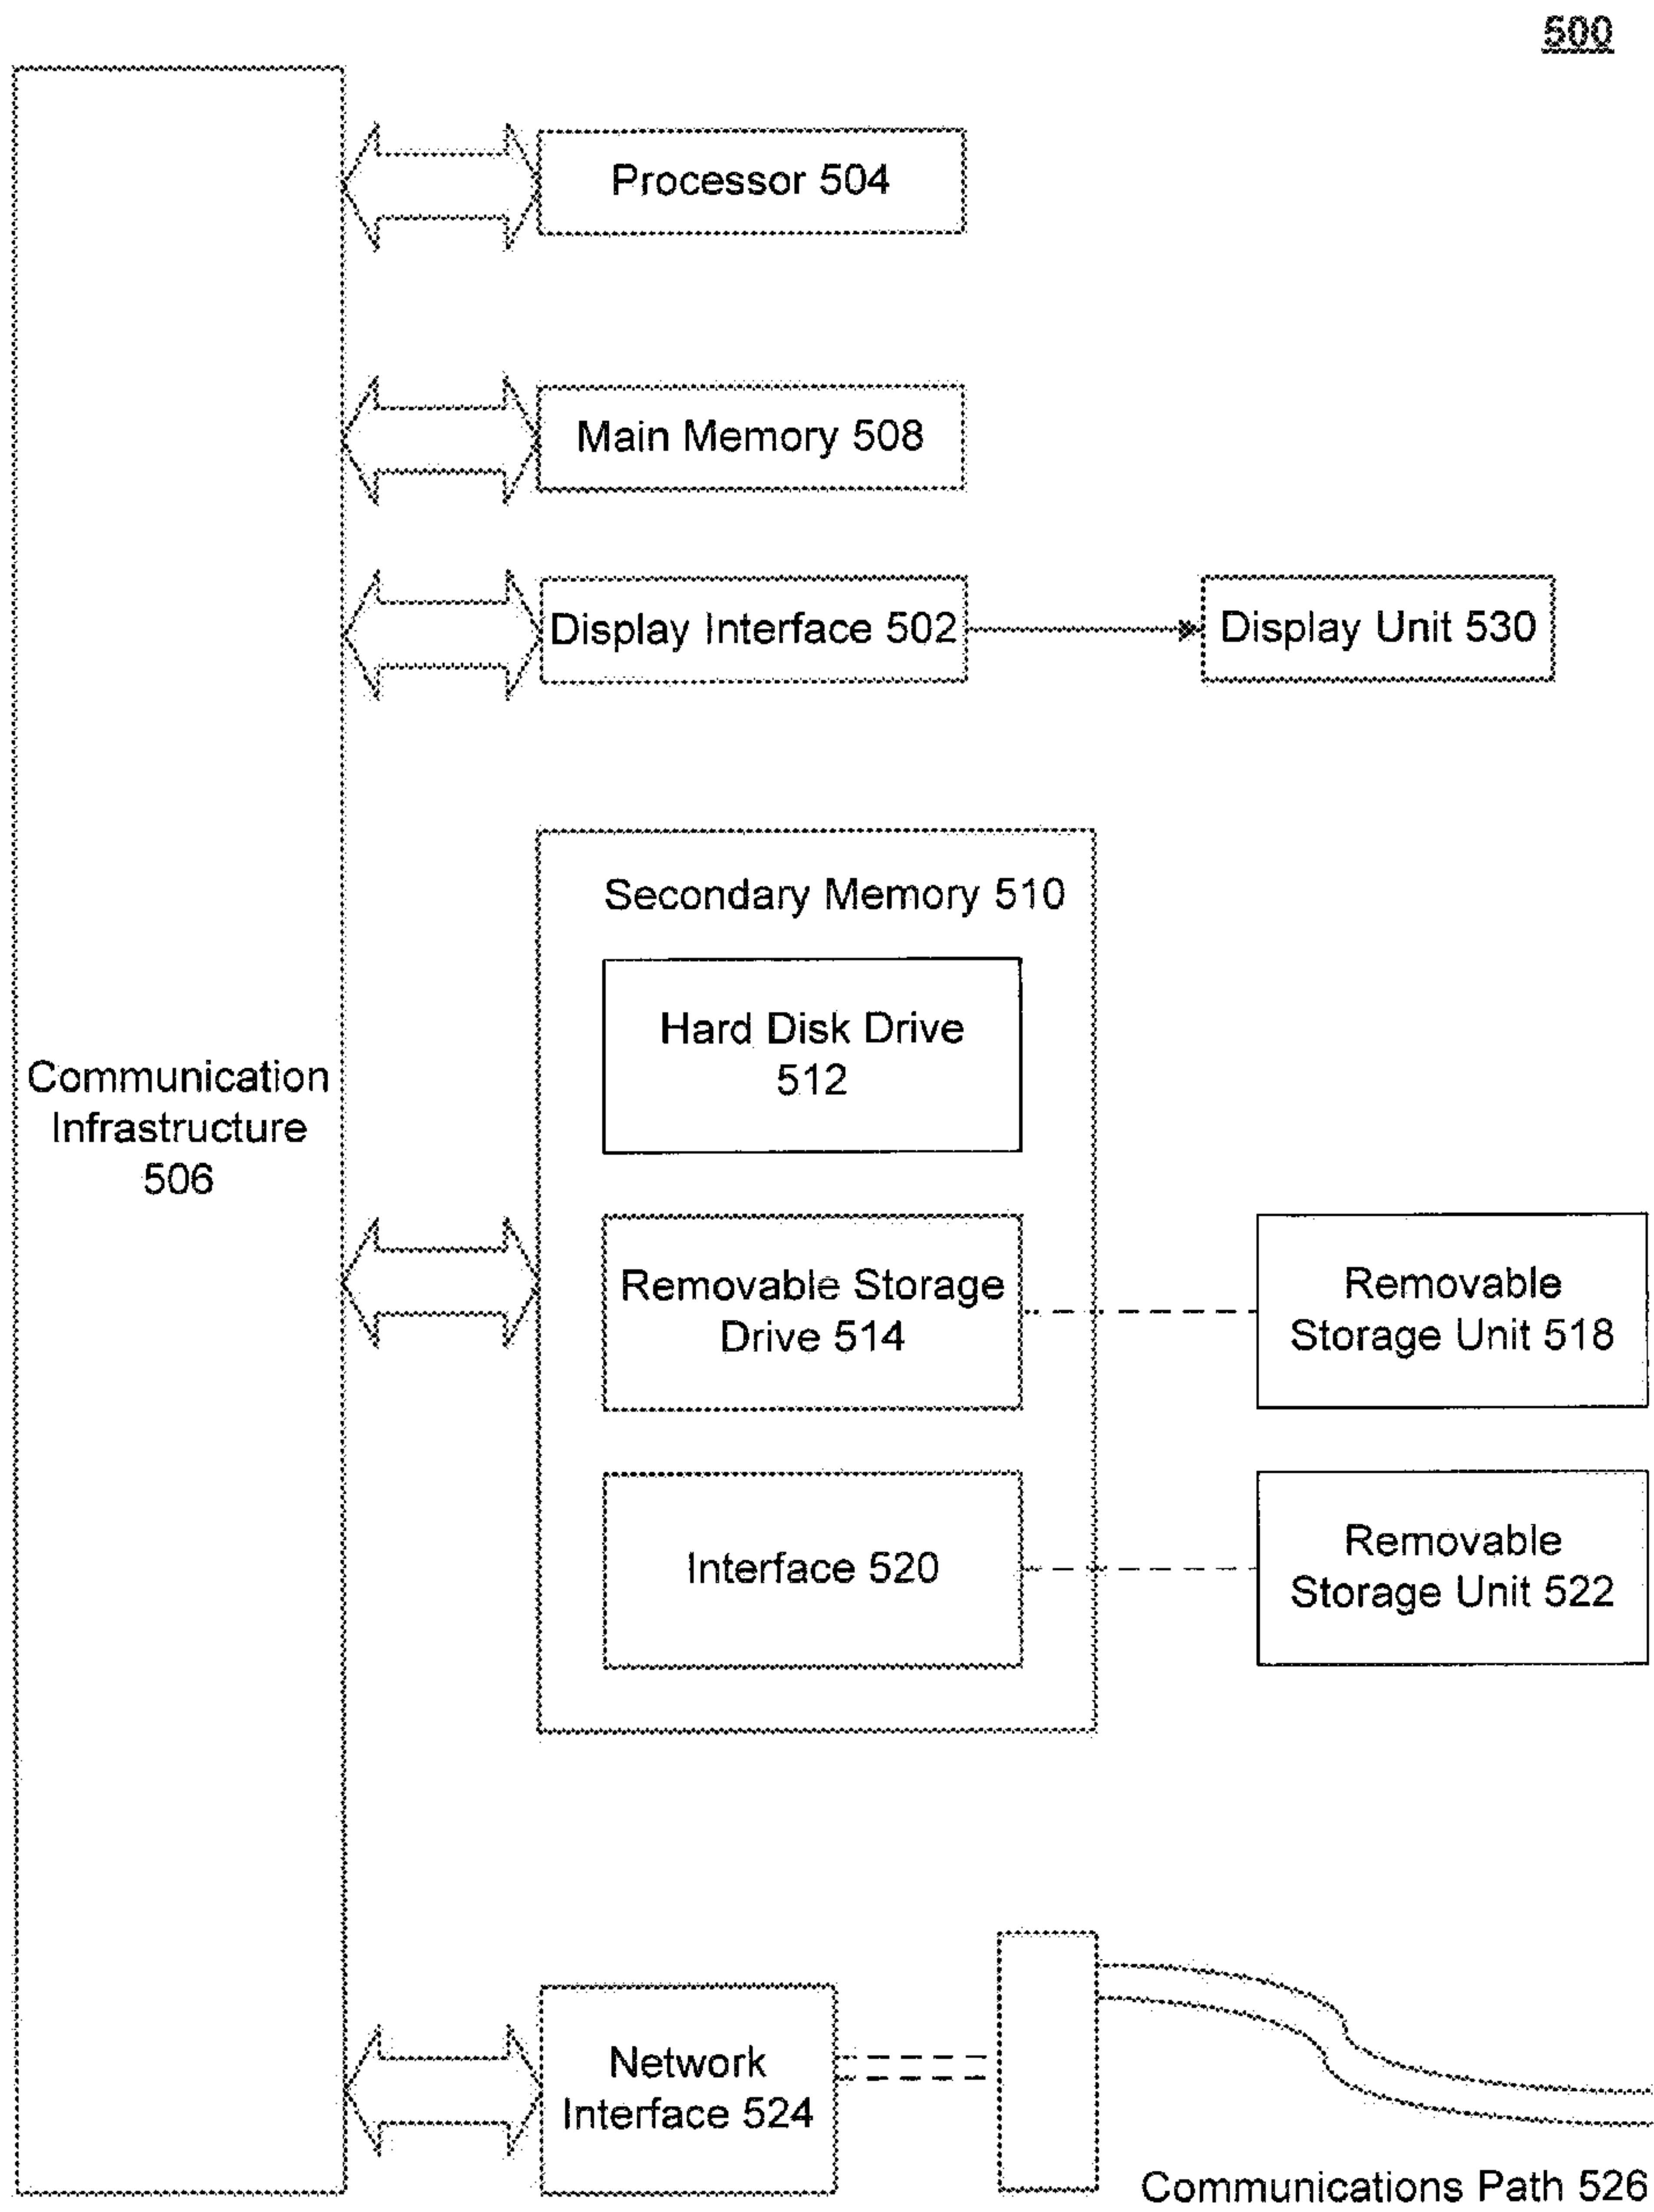 500
Processor 504
Main Memory 508
Display Interface 502
Display Unit 530
Secondary Memory 510
Hard Disk Drive
512
Communication
Infrastructure
506
Removable Storage
Drive 514
Removable
Storage Unit 518
Interface 520
Removable
Storage Unit 522
Network
Interface 524
Communications Path 526